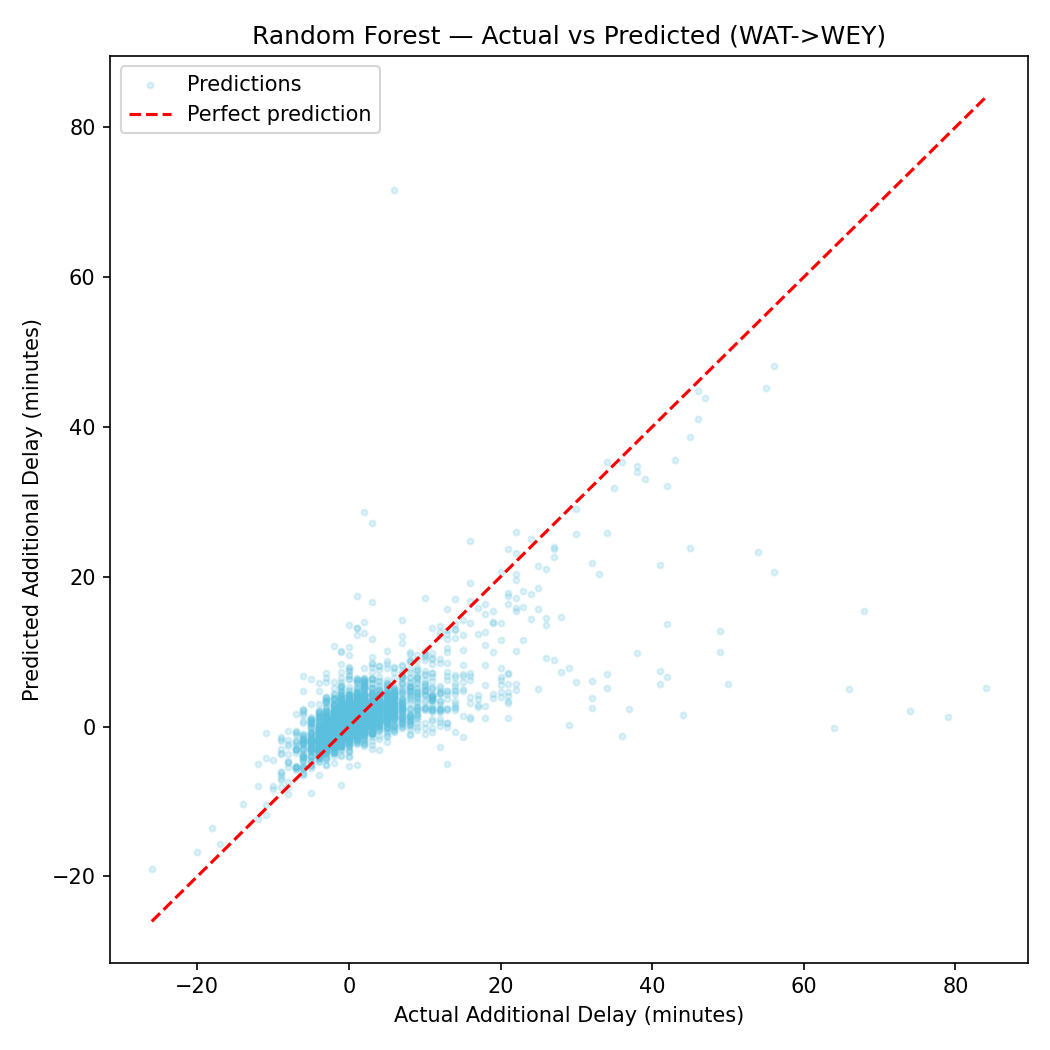 Random Forest — Actual vs Predicted (WAT->WEY)
Predictions
Perfect prediction
Predicted Additional Delay (minutes)
80
60
40
20
0
−20
−20 0 20 40 60 80
Actual Additional Delay (minutes)